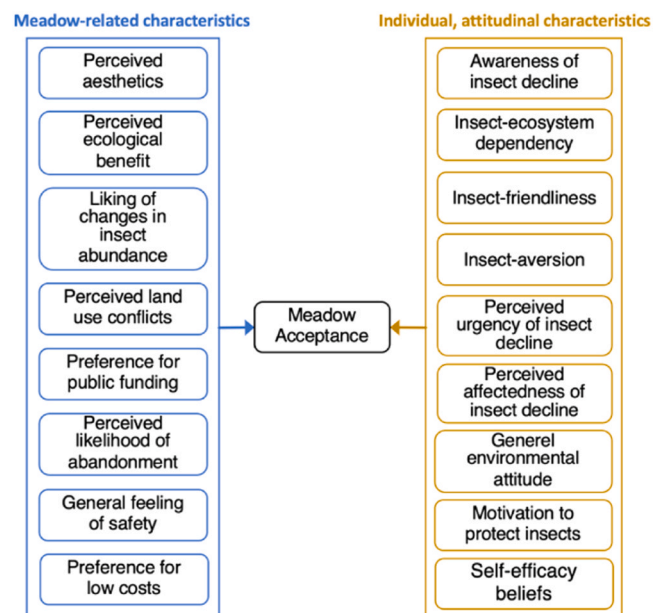 Meadow-related characteristics
Perceived
aesthetics
Perceived
ecological
benefit
Liking of
changes in
insect
abundance
Perceived land
use conflicts
Preference for
public funding
Perceived
likelihood of
abandonment
General feeling
of safety
Preference for
low costs
Meadow
Acceptance
Individual, attitudinal characteristics
Awareness of
insect decline
Insect-ecosystem
dependency
Insect-friendliness
Insect-aversion
Perceived
urgency of insect
decline
Perceived
affectedness of
insect decline
Generel
environmental
attitude
Motivation to
protect insects
Self-efficacy
beliefs